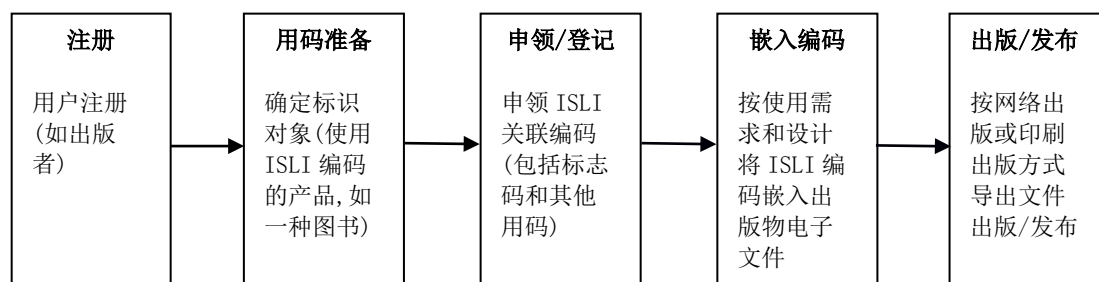 注册
用户注册
(如出版
者)
用码准备
确定标识
对象(使用
ISLI 编码
的产品,如
一种图书)
申领/登记
申领 ISLI
关联编码
(包括标志
码和其他
用码)
嵌入编码
按使用需
求和设计
将 ISLI 编
码嵌入出
版物电子
文件
出版/发布
按网络出
版或印刷
出版方式
导出文件
出版/发布